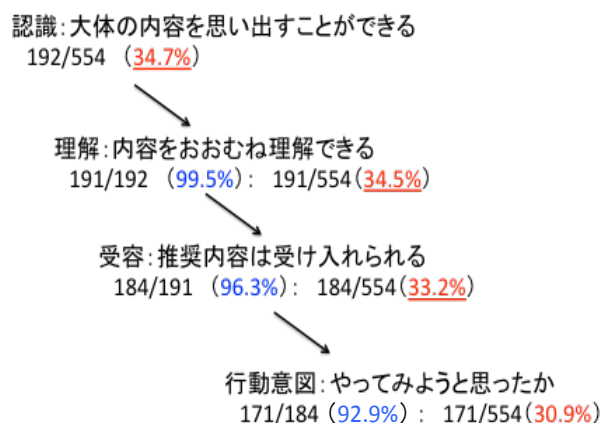 認識：大体の内容を思い出すことができる
192/554 （34.7%）
理解：内容をおおむね理解できる
191/192 （99.5%）： 191/554（34.5%）
受容：推奨内容は受け入れられる
184/191 （96.3%）： 184/554（33.2%）
行動意図：やってみようと思ったか
171/184 （92.9%）： 171/554（30.9%）